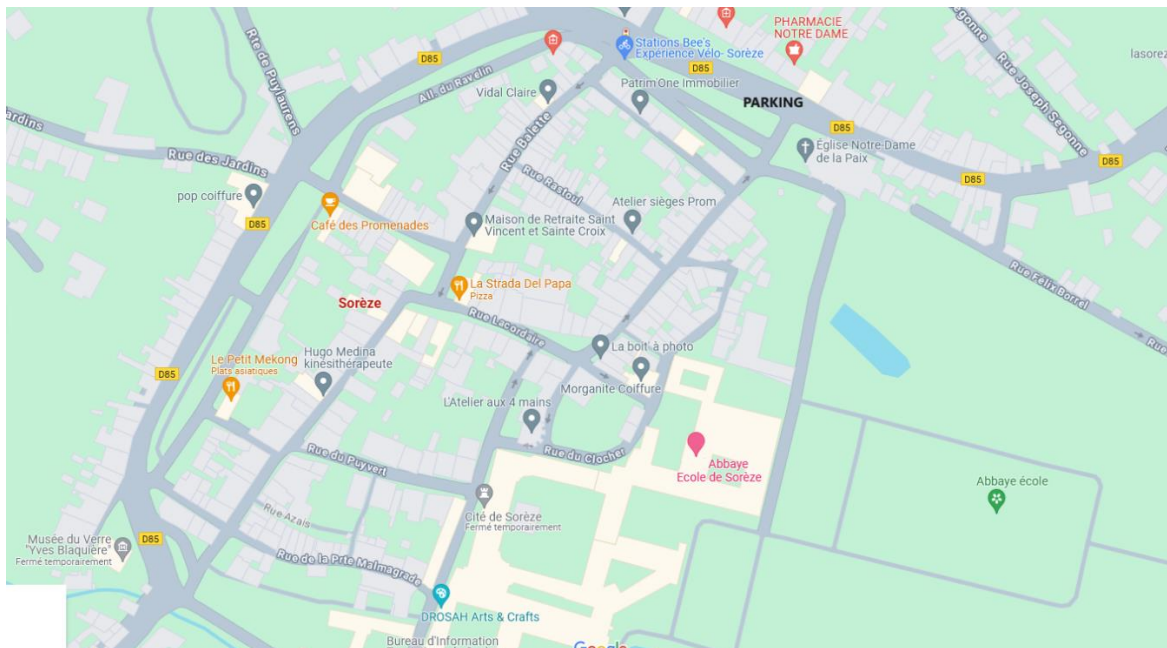 PHARMACIE
NOTRE DAME
Stations Bee's
Expérience Vélo- Sorèze
lasorez
Rte de Puylaurens
D85
All. du Ravelin
Vidal Claire
Patrim'One Immobilier
PARKING
Rue Joseph Segonne
Segonne
ardins
Rue des Jardins
Rue Balette
D85
Église Notre-Dame
de la Paix
D85
Rue Rastoul
pop coiffure
D85
Café des Promenades
Atelier sièges Prom
Maison de Retraite Saint
Vincent et Sainte Croix
Rue Félix Borrel
Rue
La Strada Del Papa
Pizza
Sorèze
Rue Lacordaire
La boit' à photo
Hugo Medina
kinésithérapeute
Le Petit Mekong
Plats asiatiques
D85
Morganite Coiffure
L'Atelier aux 4 mains
Rue du Clocher
Rue du Puyvert
Abbaye
Ecole de Sorèze
Abbaye école
Rue Azaïs
Cité de Sorèze
Fermé temporairement
Musée du Verre
"Yves Blaquière"
Fermé temporairement
D85
Rue de la Prte Malmagrade
DROSAH Arts & Crafts
Bureau d'Information
Google